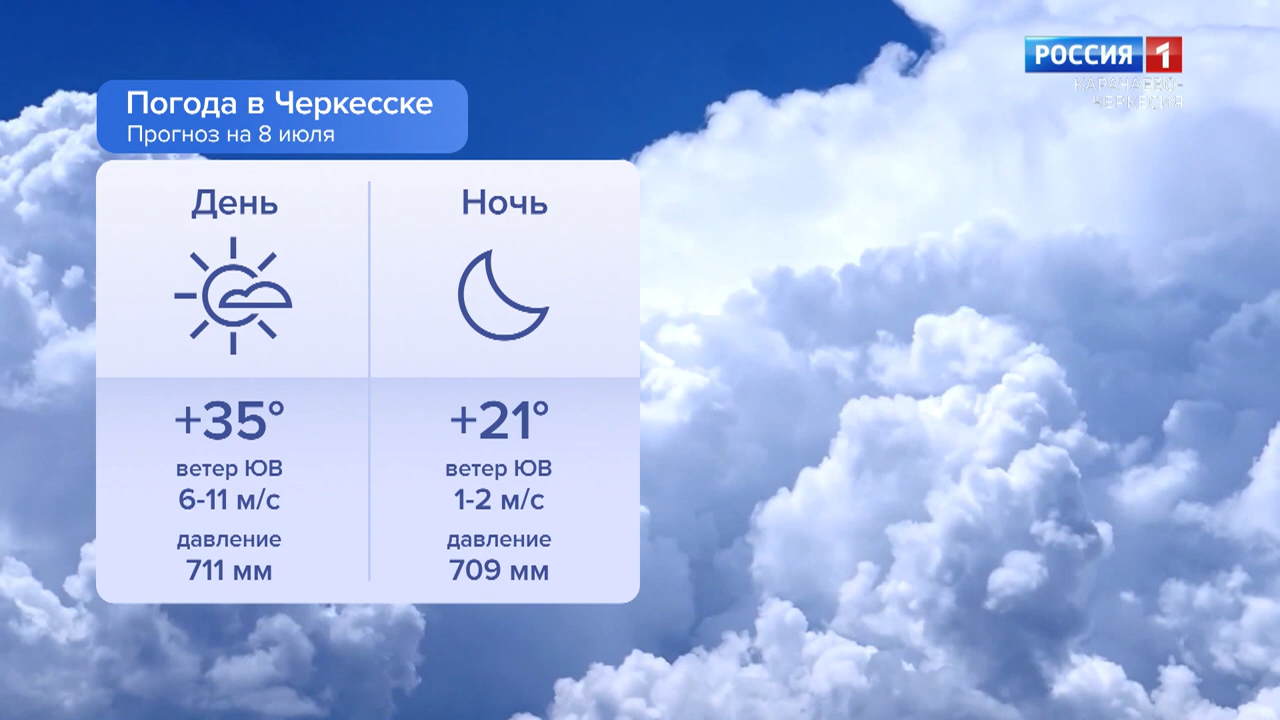 РОССИЯ 1
КАРАЧАЕВО-
ЧЕРКЕСИЯ
Погода в Черкесске
Прогноз на 8 июля
День
+35°
ветер ЮВ
6-11 м/с
давление
711 мм
Ночь
+21°
ветер ЮВ
1-2 м/с
давление
709 мм